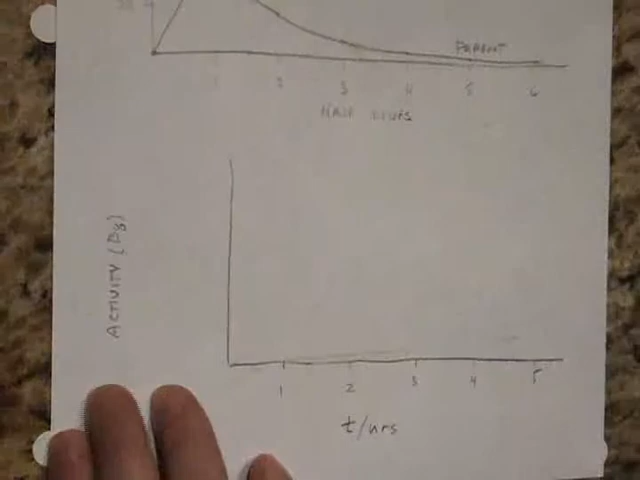 PARENT
2 3 4 5 6
HALF LIVES
ACTIVITY (Bq)
1 2 3 4 5
t/hrs